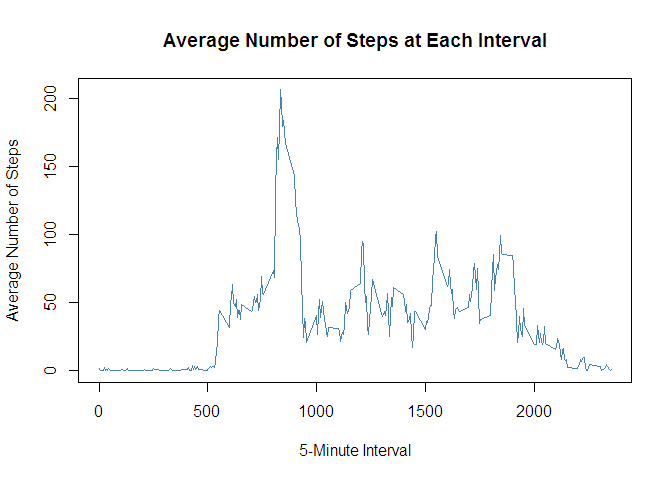 Average Number of Steps at Each Interval
Average Number of Steps
200
150
100
50
0
0 500 1000 1500 2000
5-Minute Interval